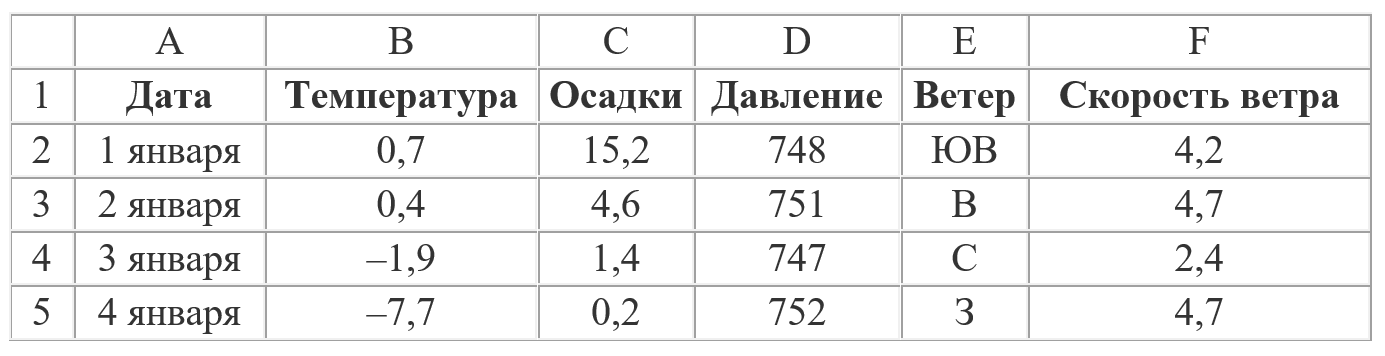 A B C D E F
1 Дата Температура Осадки Давление Ветер Скорость ветра
2 1 января 0,7 15,2 748 ЮВ 4,2
3 2 января 0,4 4,6 751 В 4,7
4 3 января –1,9 1,4 747 С 2,4
5 4 января –7,7 0,2 752 З 4,7